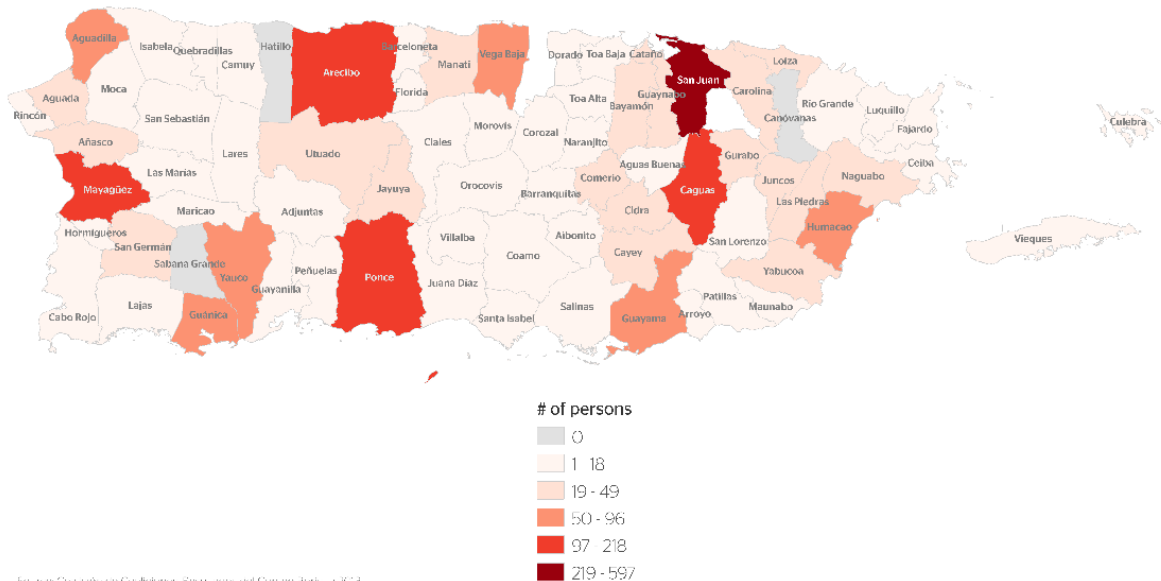 Aguadilla
Isabela
Quebradillas
Camuy
Hatillo
Arecibo
Barceloneta
Manatí
Vega Baja
Dorado
Toa Baja
Cataño
San Juan
Loiza
Aguada
Moca
Florida
Toa Alta
Bayamón
Guaynabo
Carolina
Canóvanas
Río Grande
Luquillo
Fajardo
Culebra
Rincón
San Sebastián
Añasco
Lares
Utuado
Ciales
Morovis
Corozal
Naranjito
Aguas Buenas
Gurabo
Ceiba
Mayagüez
Las Marías
Jayuya
Orocovis
Barranquitas
Comerío
Caguas
Juncos
Naguabo
Maricao
Adjuntas
Cidra
Las Piedras
Hormigueros
San Germán
Sabana Grande
Yauco
Guayanilla
Peñuelas
Ponce
Villalba
Juana Díaz
Coamo
Aibonito
Cayey
San Lorenzo
Humacao
Yabucoa
Vieques
Cabo Rojo
Lajas
Guánica
Santa Isabel
Salinas
Guayama
Arroyo
Patillas
Maunabo
# of persons
0
1 - 18
19 - 49
50 - 96
97 - 218
219 - 597